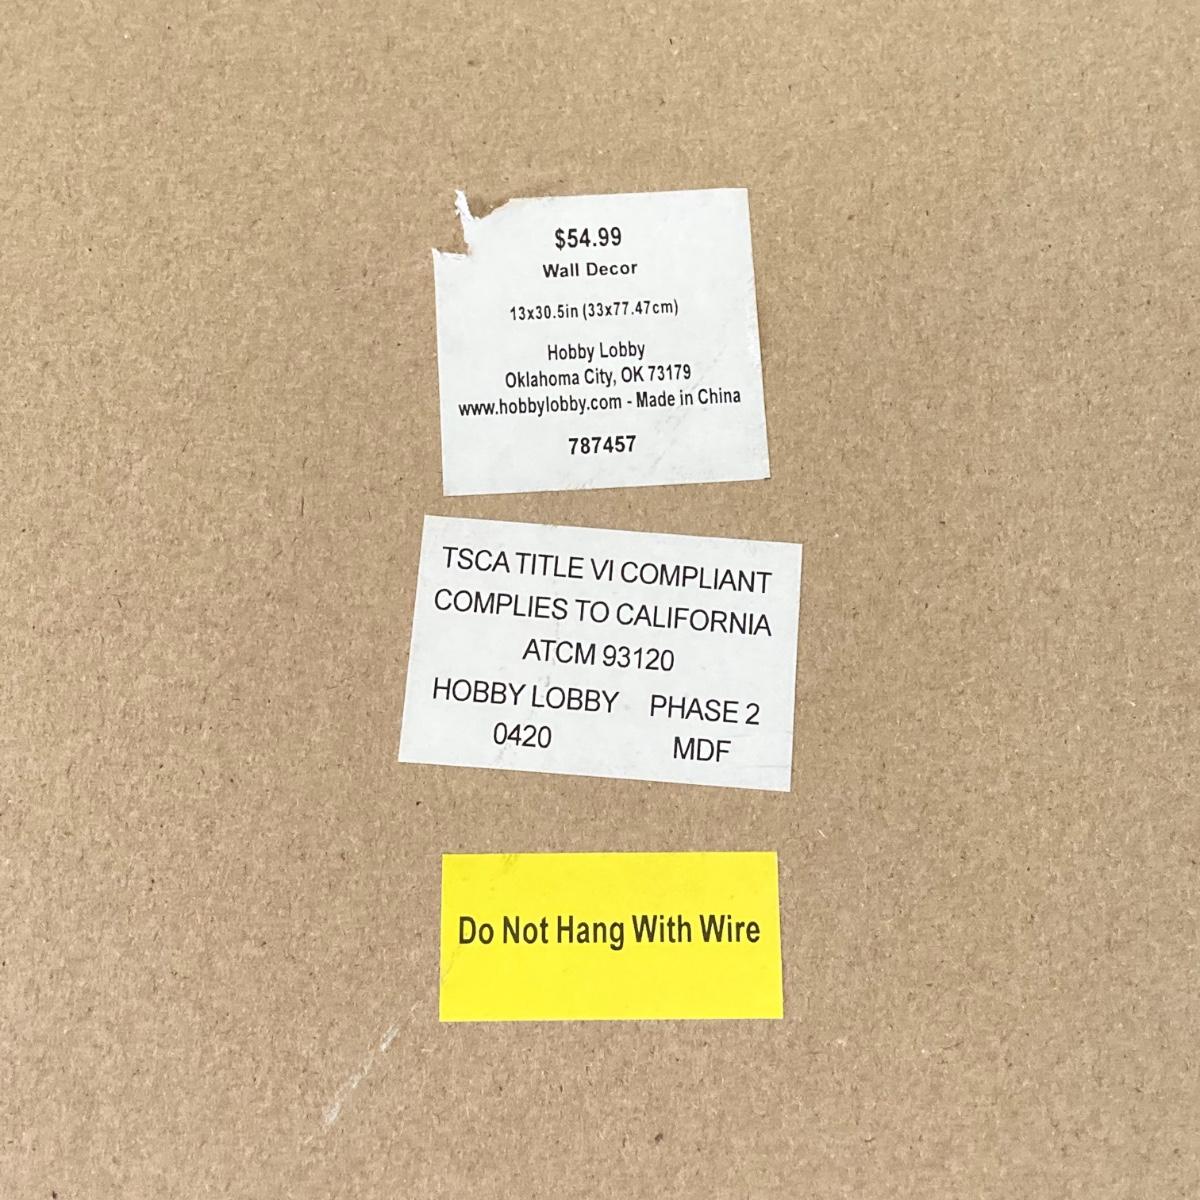 $54.99
Wall Decor
13x30.5in (33x77.47cm)
Hobby Lobby
Oklahoma City, OK 73179
www.hobbylobby.com - Made in China
787457
TSCA TITLE VI COMPLIANT
COMPLIES TO CALIFORNIA
ATCM 93120
HOBBY LOBBY PHASE 2
0420 MDF
Do Not Hang With Wire